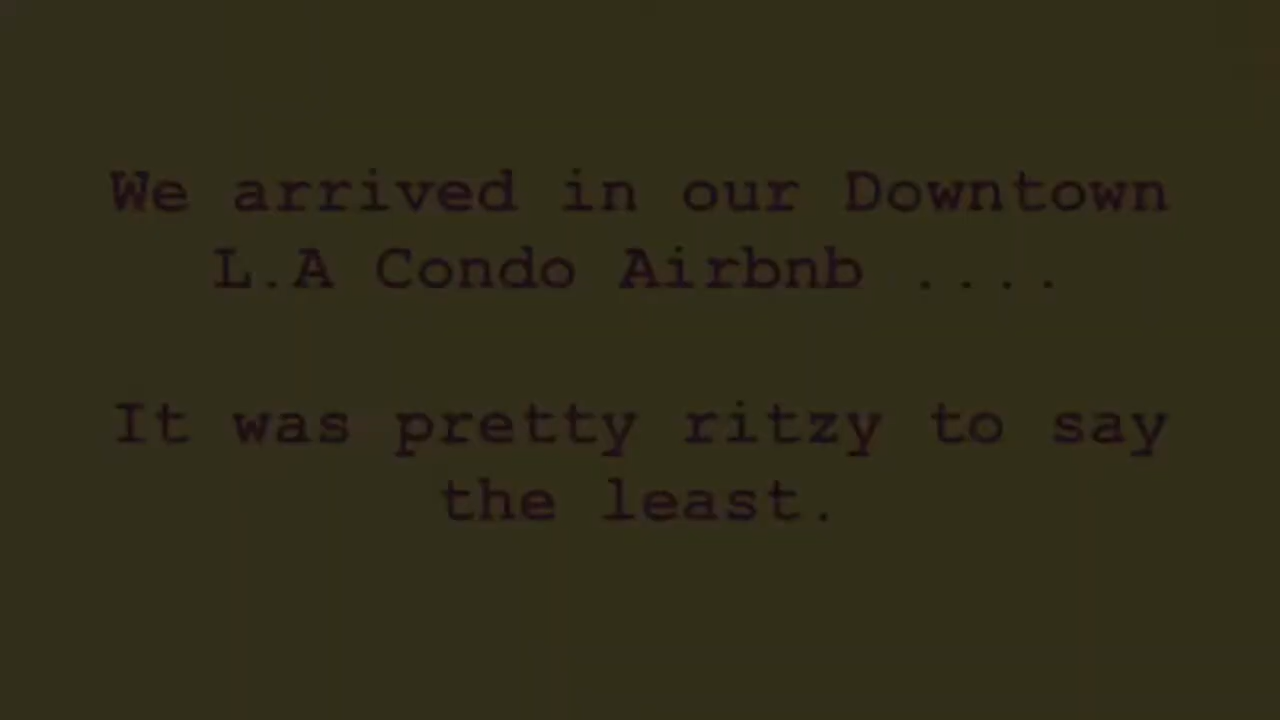 We arrived in our Downtown
L.A Condo Airbnb ....
It was pretty ritzy to say
the least.